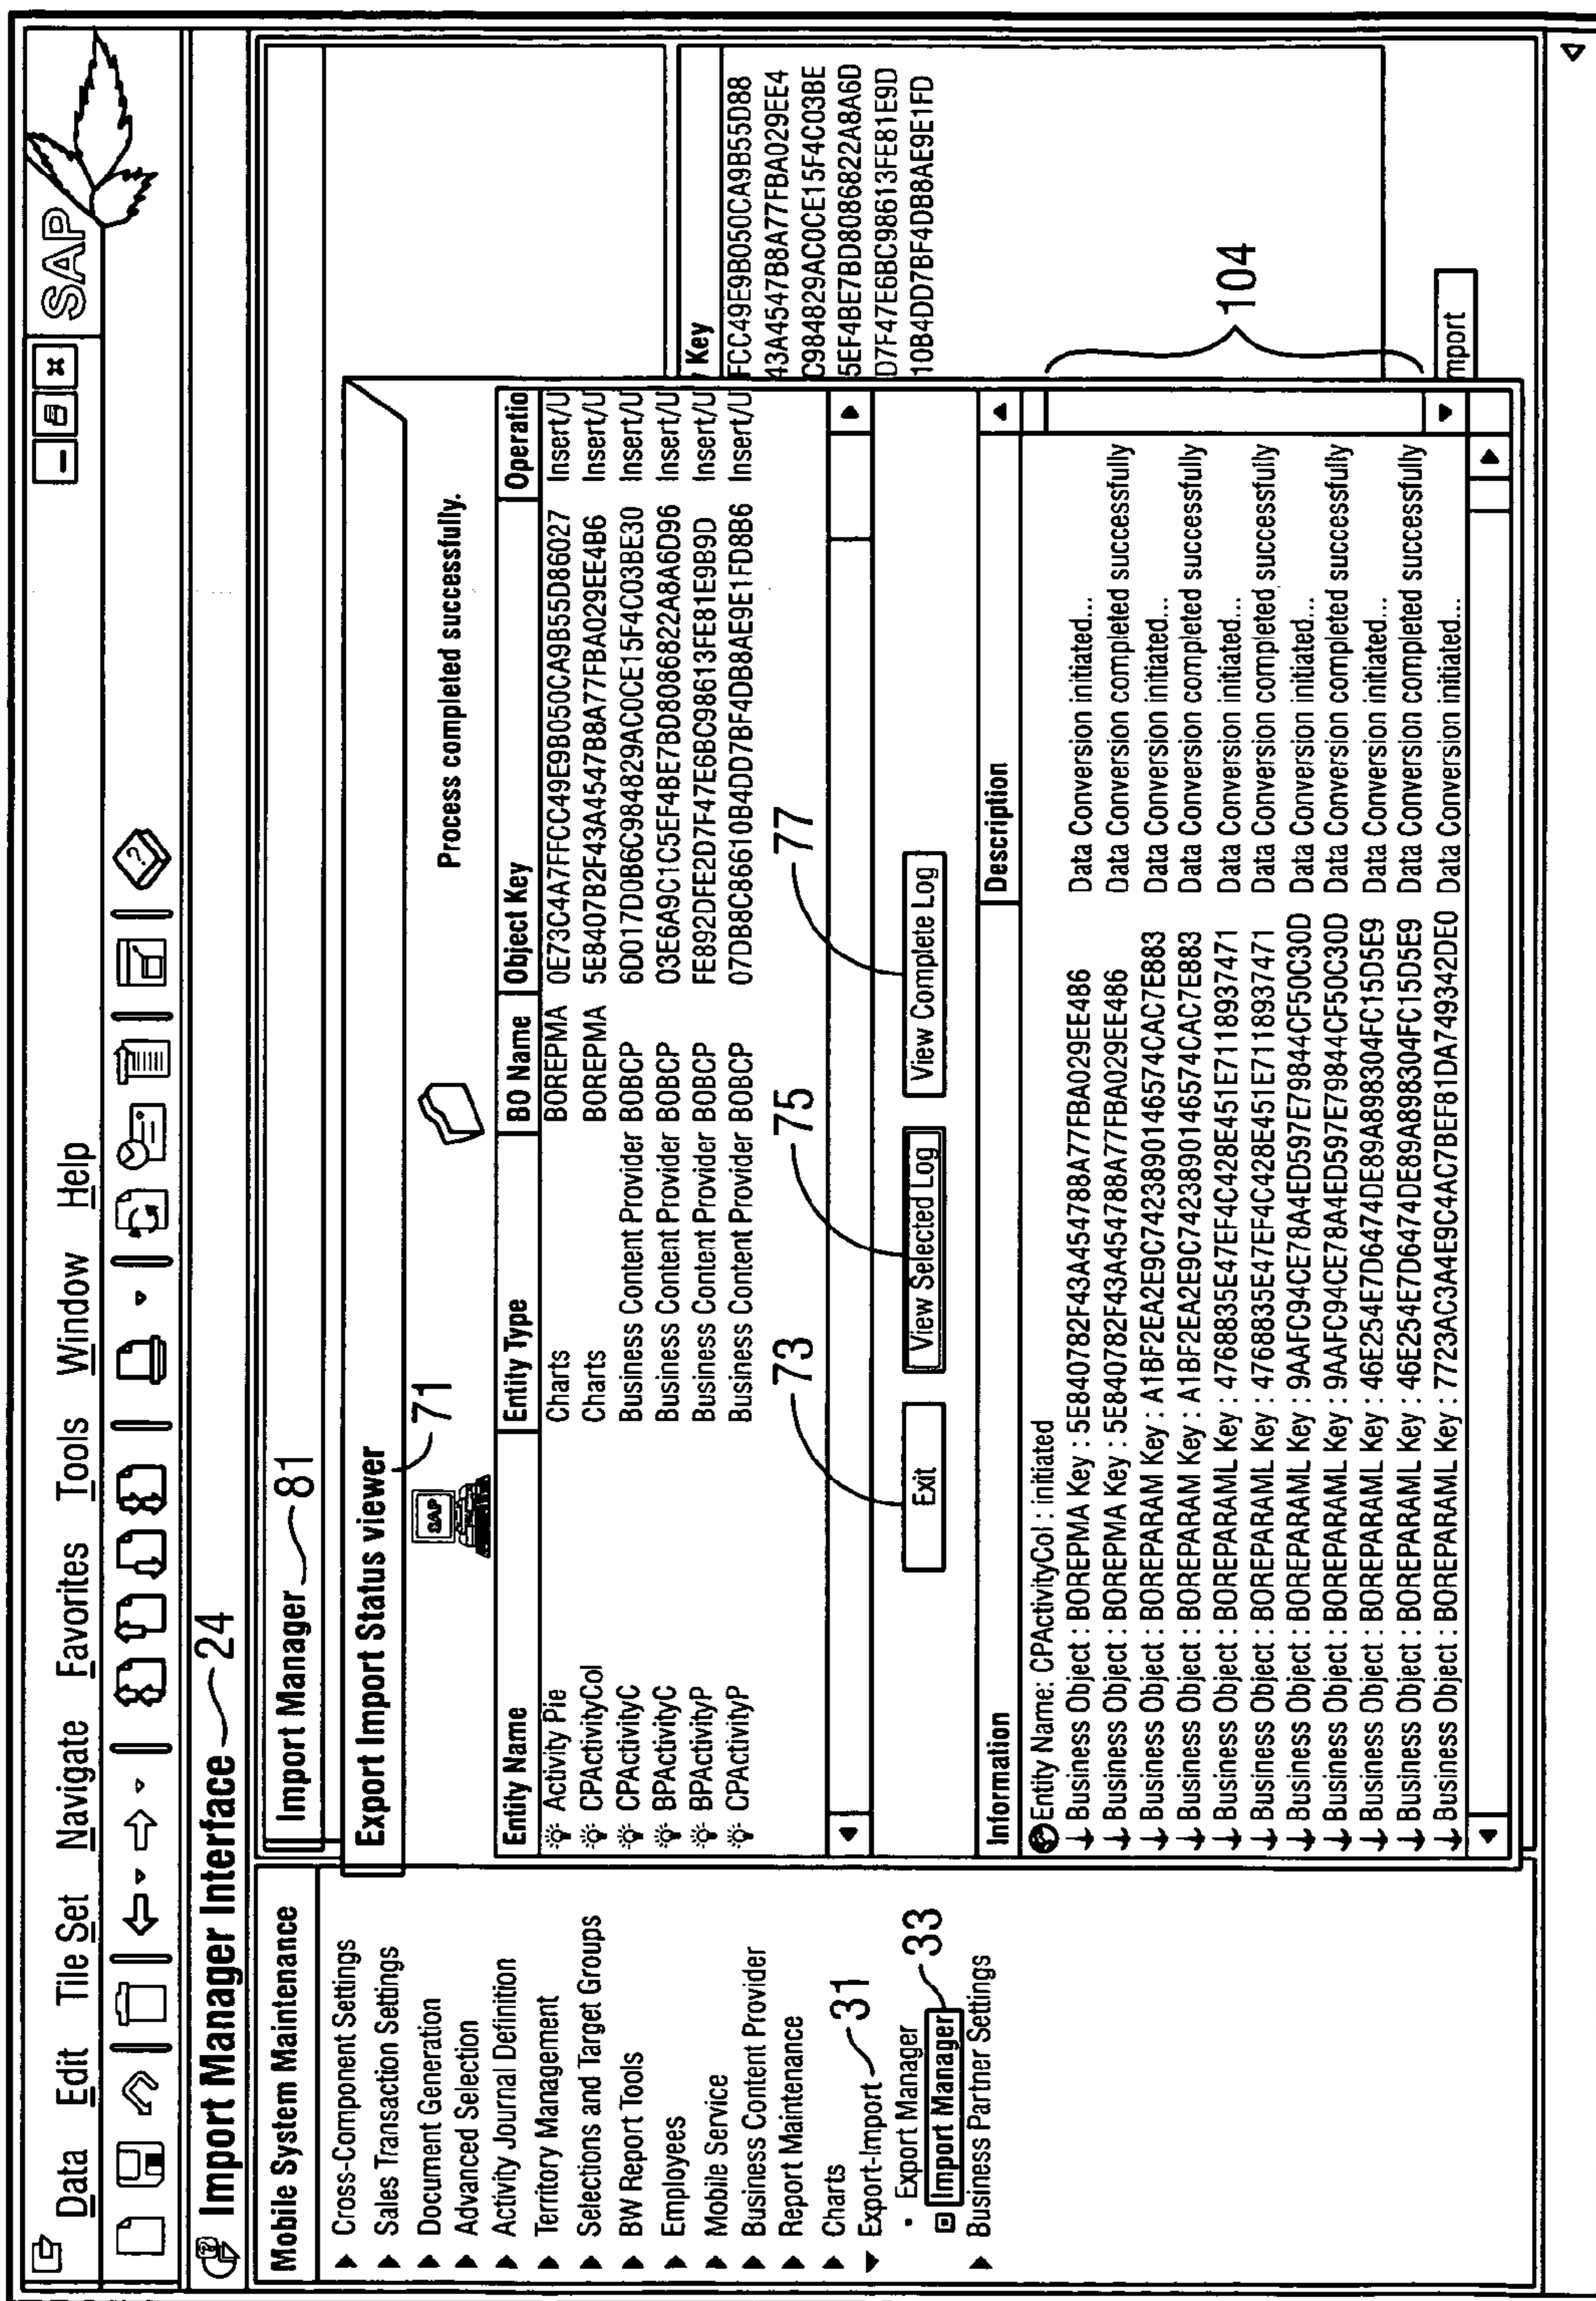 Data Edit Tile Set Navigate Favorites Tools Window Help
SAP
Import Manager Interface 24
Mobile System Maintenance
Cross-Component Settings
Sales Transaction Settings
Document Generation
Advanced Selection
Activity Journal Definition
Territory Management
Selections and Target Groups
BW Report Tools
Employees
Mobile Service
Business Content Provider
Report Maintenance
Charts
Export-Import 31
Export Manager
Import Manager 33
Business Partner Settings
Import Manager 81
Export Import Status viewer
71
SAP
Process completed successfully.
Entity Name Entity Type BO Name Object Key Operatio
Activity Pie Charts BOREPMA 0E73C4A7FFCC49E9B050CA9B55D86027 Insert/U
CPActivityCol Charts BOREPMA 5E8407B2F43A4547B8A77FBA029EE4B6 Insert/U
CPActivityC Business Content Provider BOBCP 6D017D0B6C984829AC0CE15F4C03BE30 Insert/U
BPActivityC Business Content Provider BOBCP 03E6A9C1C5EF4BE7BD8086822A8A6D96 Insert/U
BPActivityP Business Content Provider BOBCP FE892DFE2D7F47E6BC98613FE81E9B9D Insert/U
CPActivityP Business Content Provider BOBCP 07DB8C86610B4DD7BF4DB8AE9E1FD8B6 Insert/U
Key
FCC49E9B050CA9B55D88
43A4547B8A77FBA029EE4
C984829AC0CE15F4C03BE
5EF4BE7BD8086822A8A6D
D7F47E6BC98613FE81E9D
10B4DD7BF4DB8AE9E1FD
73 75 77
Exit View Selected Log View Complete Log
Information Description
Entity Name: CPActivityCol : initiated
Business Object : BOREPMA Key : 5E840782F43A454788A77FBA029EE486 Data Conversion initiated...
Business Object : BOREPMA Key : 5E840782F43A454788A77FBA029EE486 Data Conversion completed successfully
Business Object : BOREPARAM Key : A1BF2EA2E9C7423890146574CAC7E883 Data Conversion initiated...
Business Object : BOREPARAM Key : A1BF2EA2E9C7423890146574CAC7E883 Data Conversion completed successfully
Business Object : BOREPARAML Key : 4768835E47EF4C428E451E7118937471 Data Conversion initiated...
Business Object : BOREPARAML Key : 4768835E47EF4C428E451E7118937471 Data Conversion completed successfully
Business Object : BOREPARAML Key : 9AAFC94CE78A4ED597E79844CF50C30D Data Conversion initiated...
Business Object : BOREPARAML Key : 9AAFC94CE78A4ED597E79844CF50C30D Data Conversion completed successfully
Business Object : BOREPARAML Key : 46E254E7D6474DE89A898304FC15D5E9 Data Conversion initiated...
Business Object : BOREPARAML Key : 46E254E7D6474DE89A898304FC15D5E9 Data Conversion completed successfully
Business Object : BOREPARAML Key : 7723AC3A4E9C4AC7BEF81DA749342DE0 Data Conversion initiated...
104
mport